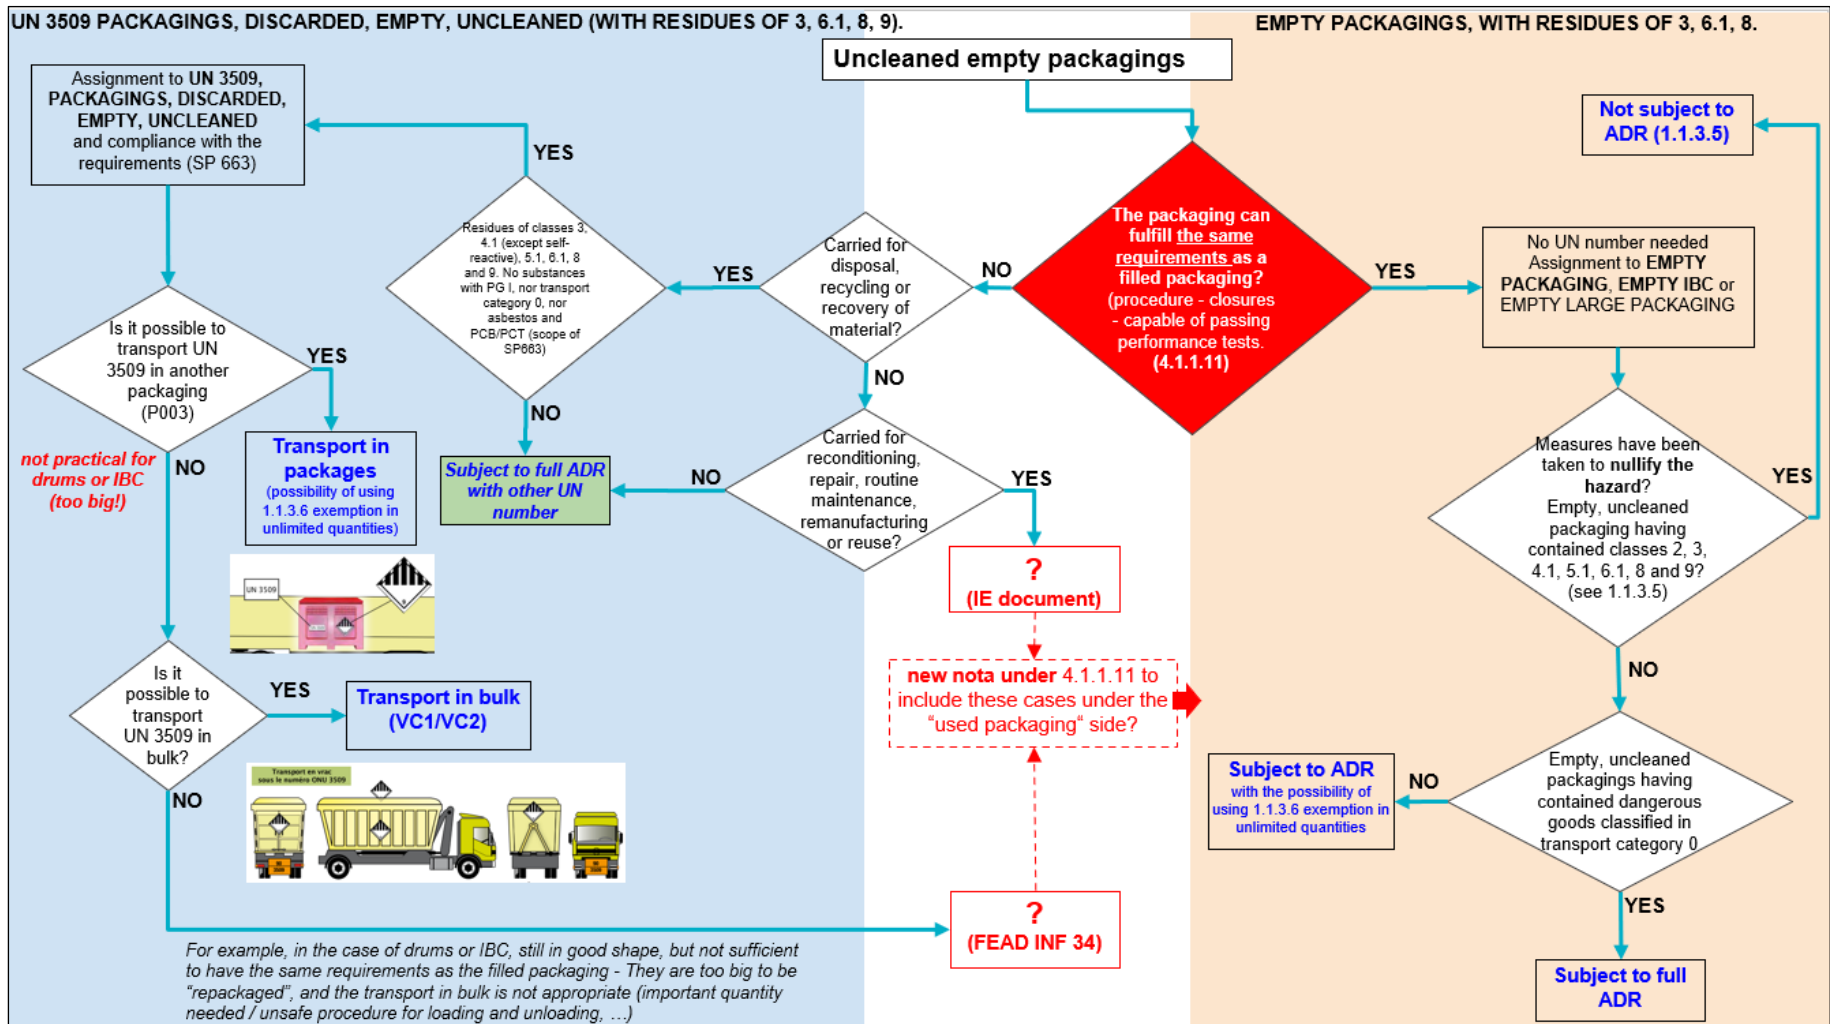 UN 3509 PACKAGINGS, DISCARDED, EMPTY, UNCLEANED (WITH RESIDUES OF 3, 6.1, 8, 9).
EMPTY PACKAGINGS, WITH RESIDUES OF 3, 6.1, 8.
Uncleaned empty packagings
Assignment to UN 3509,
PACKAGINGS, DISCARDED,
EMPTY, UNCLEANED
and compliance with the
requirements (SP 663)
YES
Residues of classes 3,
4.1 (except self-
reactive), 5.1, 6.1, 8
and 9. No substances
with PG I, nor transport
category 0, nor
asbestos and
PCB/PCT (scope of
SP663)
YES
Carried for
disposal,
recycling or
recovery of
material?
NO
The packaging can
fulfill the same
requirements as a
filled packaging?
(procedure - closures
- capable of passing
performance tests.
(4.1.1.11)
YES
No UN number needed
Assignment to EMPTY
PACKAGING, EMPTY IBC or
EMPTY LARGE PACKAGING
Not subject to
ADR (1.1.3.5)
Is it possible to
transport UN
3509 in another
packaging
(P003)
YES
Transport in
packages
(possibility of using
1.1.3.6 exemption in
unlimited quantities)
not practical for
drums or IBC
(too big!)
NO
NO
Subject to full ADR
with other UN
number
NO
NO
Carried for
reconditioning,
repair, routine
maintenance,
remanufacturing
or reuse?
YES
?
(IE document)
new nota under 4.1.1.11 to
include these cases under the
“used packaging“ side?
Measures have been
taken to nullify the
hazard?
Empty, uncleaned
packaging having
contained classes 2, 3,
4.1, 5.1, 6.1, 8 and 9?
(see 1.1.3.5)
YES
NO
UN 3509
Is it
possible to
transport
UN 3509 in
bulk?
YES
Transport in bulk
(VC1/VC2)
NO
Transport en vrac
sous le numéro ONU 3509
Empty, uncleaned
packagings having
contained dangerous
goods classified in
transport category 0
NO
Subject to ADR
with the possibility of
using 1.1.3.6 exemption in
unlimited quantities
YES
Subject to full
ADR
?
(FEAD INF 34)
For example, in the case of drums or IBC, still in good shape, but not sufficient
to have the same requirements as the filled packaging - They are too big to be
“repackaged”, and the transport in bulk is not appropriate (important quantity
needed / unsafe procedure for loading and unloading, …)